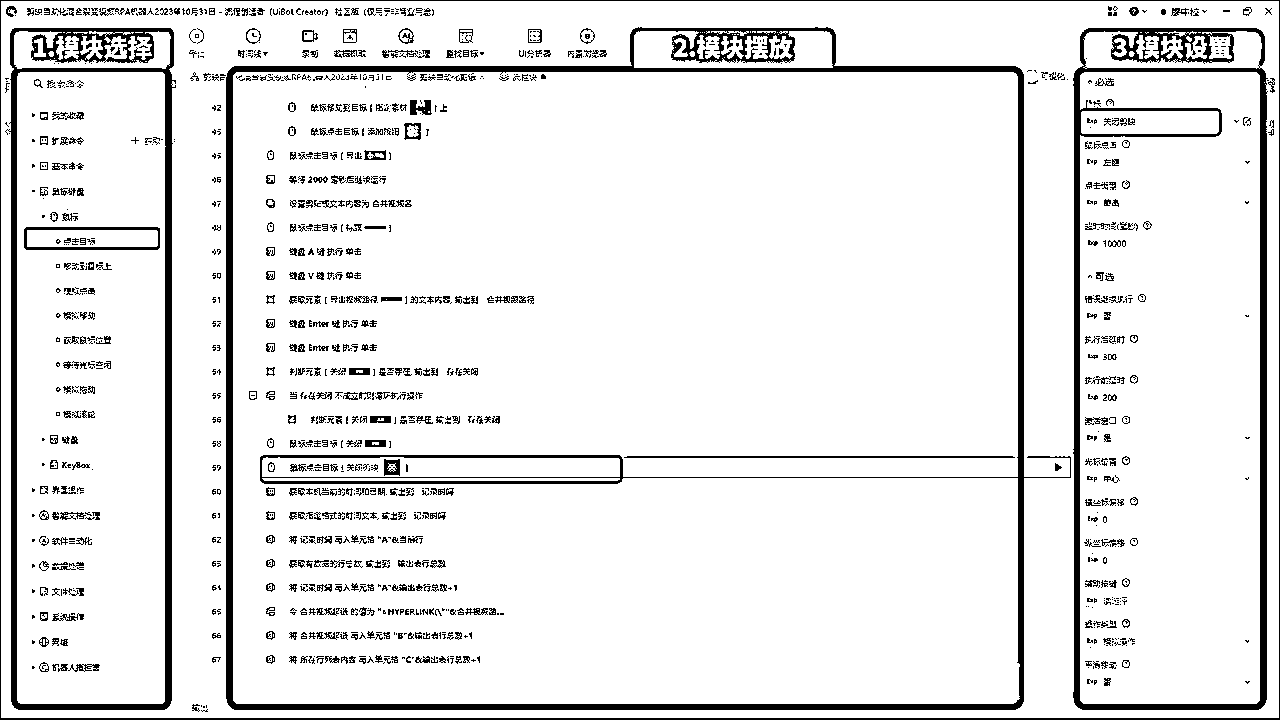 剪映自动化混合裂变视频RPA机器人2023年10月31日 - 流程创造者 (UiBot Creator) 社区版 (仅用于非商业用途)
1.模块选择
2.模块摆放
3.模块设置
时间线
录制
数据抓取
智能文档处理
查找目标
UI分析器
内置浏览器
可视化
搜索命令
我的收藏
扩展命令
+ 获取
基本命令
鼠标键盘
鼠标
点击目标
移动到目标上
模拟点击
模拟移动
获取鼠标位置
等待光标空闲
模拟拖动
模拟滚轮
键盘
KeyBox
界面操作
智能文档处理
软件自动化
数据处理
文件处理
系统操作
网络
机器人指挥官
42 鼠标移动到目标 [ 指定素材 ] 上
鼠标点击目标 [ 添加按钮 ]
鼠标点击目标 [ 导出 ]
46 等待 2000 毫秒后继续运行
47 设置剪贴板文本内容为 合并视频名
48 鼠标点击目标 [ 标题 ]
49 键盘 A 键 执行 单击
50 键盘 V 键 执行 单击
51 获取元素 [ 导出视频路径 ] 的文本内容, 输出到 合并视频路径
52 键盘 Enter 键 执行 单击
53 键盘 Enter 键 执行 单击
54 判断元素 [ 关闭 ] 是否存在, 输出到 存在关闭
55 当 存在关闭 不成立时则循环执行操作
56 判断元素 [ 关闭 ] 是否存在, 输出到 存在关闭
58 鼠标点击目标 [ 关闭 ]
59 鼠标点击目标 [ 关闭剪映 ]
60 获取本机当前的时间和日期, 输出到 记录时间
61 获取指定格式的时间文本, 输出到 记录时间
62 将 记录时间 写入单元格 "A"&当前行
63 获取有数据的行总数, 输出到 输出表行总数
64 将 记录时间 写入单元格 "A"&输出表行总数+1
65 令 合并视频超链 的值为 "=HYPERLINK(\""&合并视频路...
66 将 合并视频超链 写入单元格 "B"&输出表行总数+1
67 将 所在行列表内容 写入单元格 "C"&输出表行总数+1
输出
必选
目标
Exp 关闭剪映
鼠标点击
Exp 左键
点击类型
Exp 单击
超时时间(毫秒)
Exp 10000
可选
错误继续执行
Exp 否
执行后延时
Exp 300
执行前延时
Exp 200
激活窗口
Exp 是
光标位置
Exp 中心
横坐标偏移
Exp 0
纵坐标偏移
Exp 0
辅助按键
Exp 请选择
操作类型
Exp 模拟操作
平滑移动
Exp 否